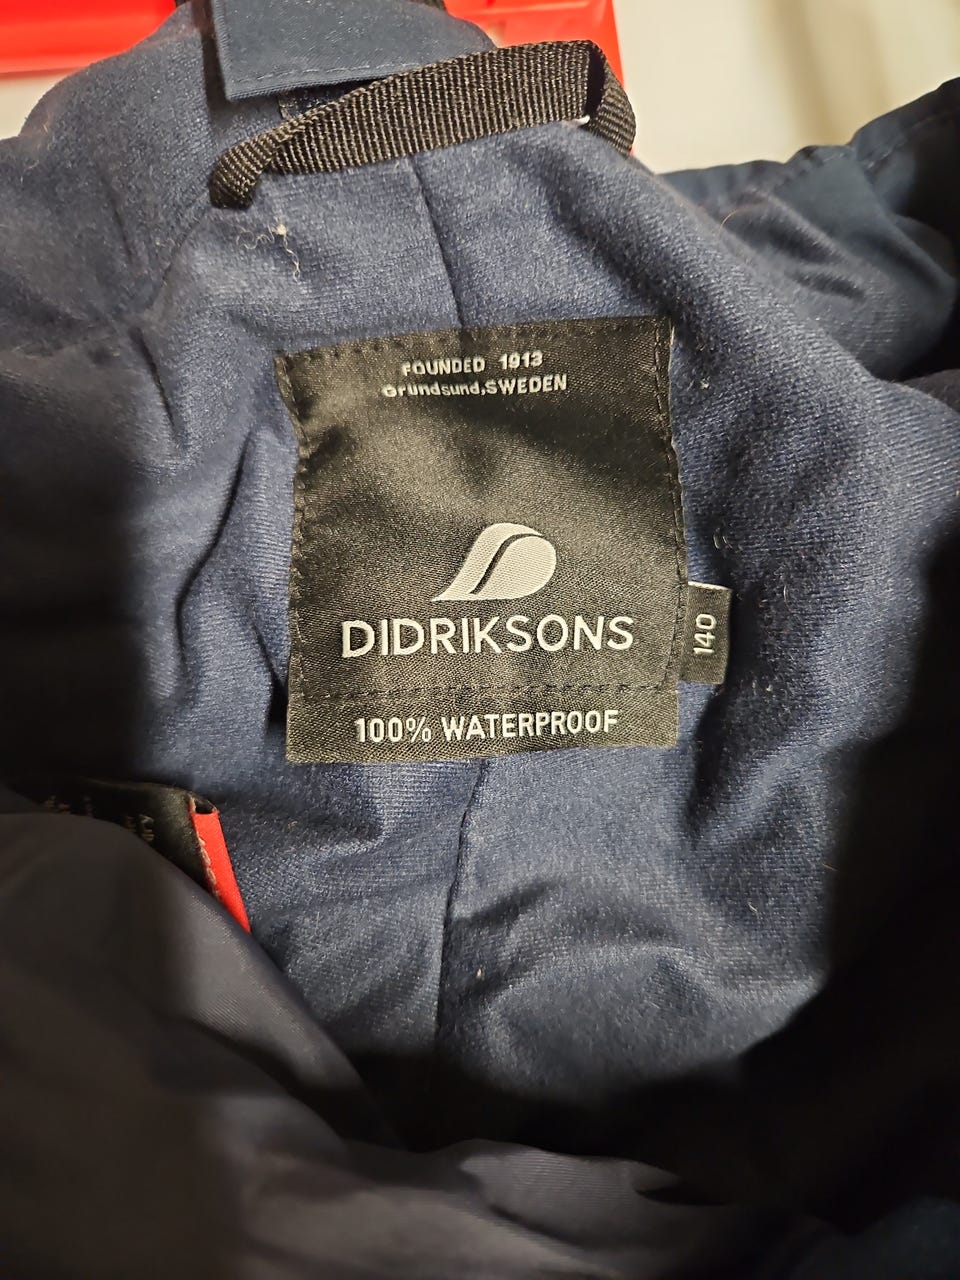 FOUNDED 1913
Grundsund,SWEDEN
DIDRIKSONS
140
100% WATERPROOF